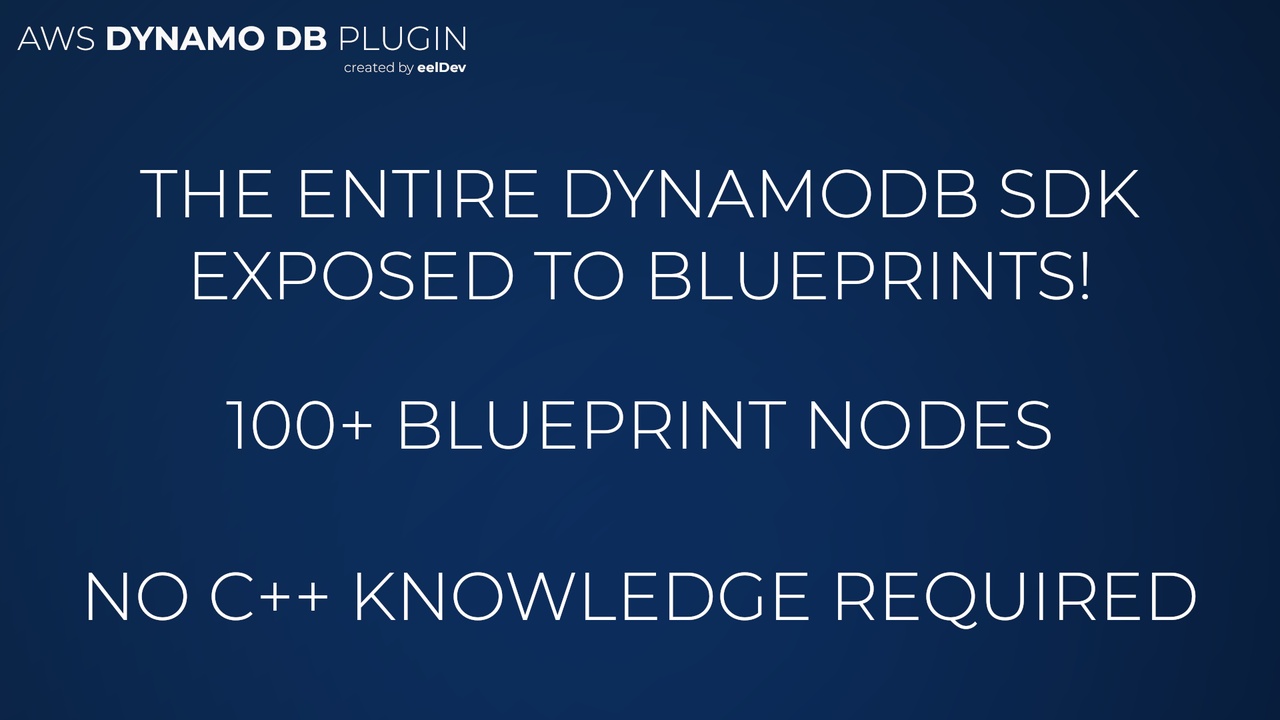 AWS DYNAMO DB PLUGIN
created by eelDev
THE ENTIRE DYNAMODB SDK
EXPOSED TO BLUEPRINTS!
100+ BLUEPRINT NODES
NO C++ KNOWLEDGE REQUIRED